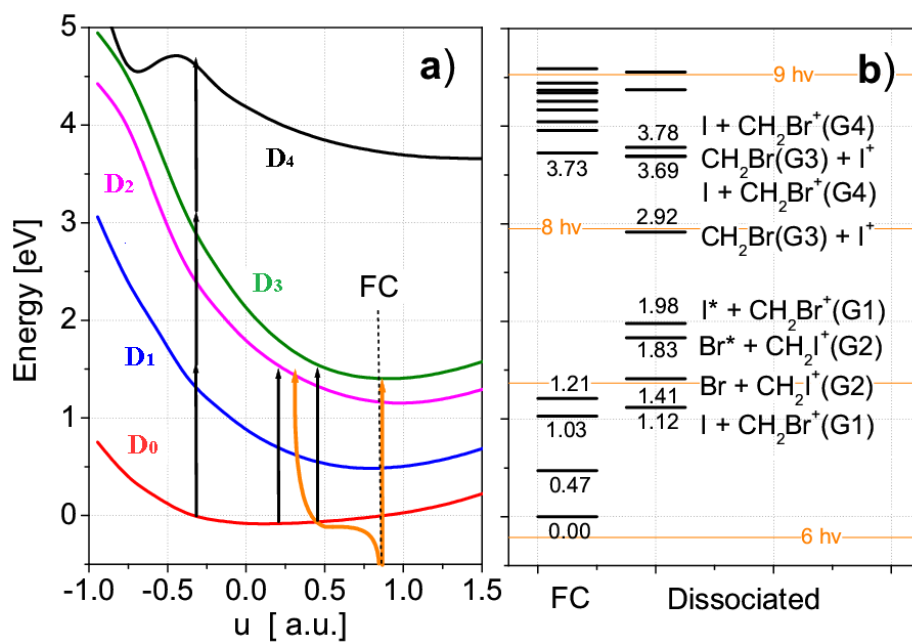 a)
Energy [eV]
5
4
3
2
1
0
D4
D2
D3
FC
D1
D0
-1.0 -0.5 0.0 0.5 1.0 1.5
u [ a.u.]
b)
9 hv
3.78 I + CH2Br+(G4)
3.73 3.69 CH2Br(G3) + I+
I + CH2Br+(G4)
8 hv 2.92
CH2Br(G3) + I+
1.98 I* + CH2Br+(G1)
1.83 Br* + CH2I+(G2)
1.21 1.41 Br + CH2I+(G2)
1.03 1.12 I + CH2Br+(G1)
0.47
0.00
6 hv
FC Dissociated